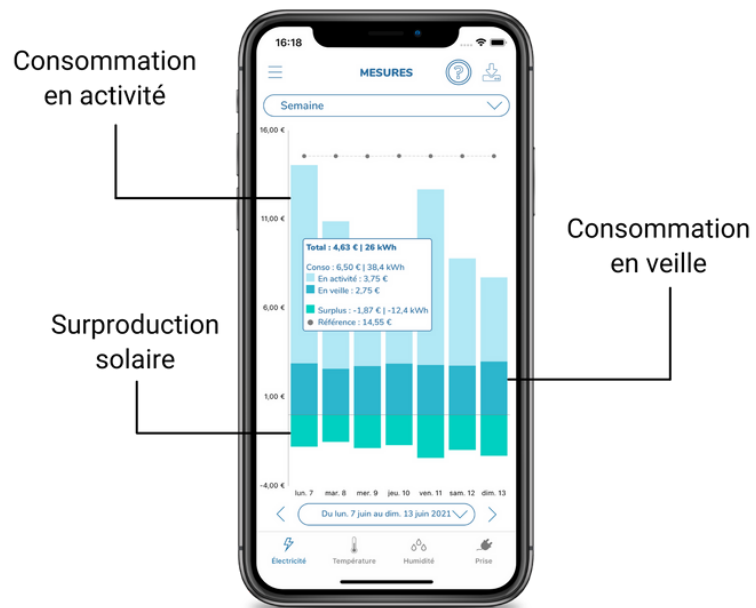 Consommation
en activité
Surproduction
solaire
Consommation
en veille
16:18
MESURES
?
Semaine
16,00 €
11,00 €
6,00 €
1,00 €
-4,00 €
Total : 4,63 € | 26 kWh
Conso : 6,50 € | 38,4 kWh
En activité : 3,75 €
En veille : 2,75 €
Surplus : -1,87 € | -12,4 kWh
Référence : 14,55 €
lun. 7 mar. 8 mer. 9 jeu. 10 ven. 11 sam. 12 dim. 13
Du lun. 7 juin au dim. 13 juin 2021
Électricité Température Humidité Prise